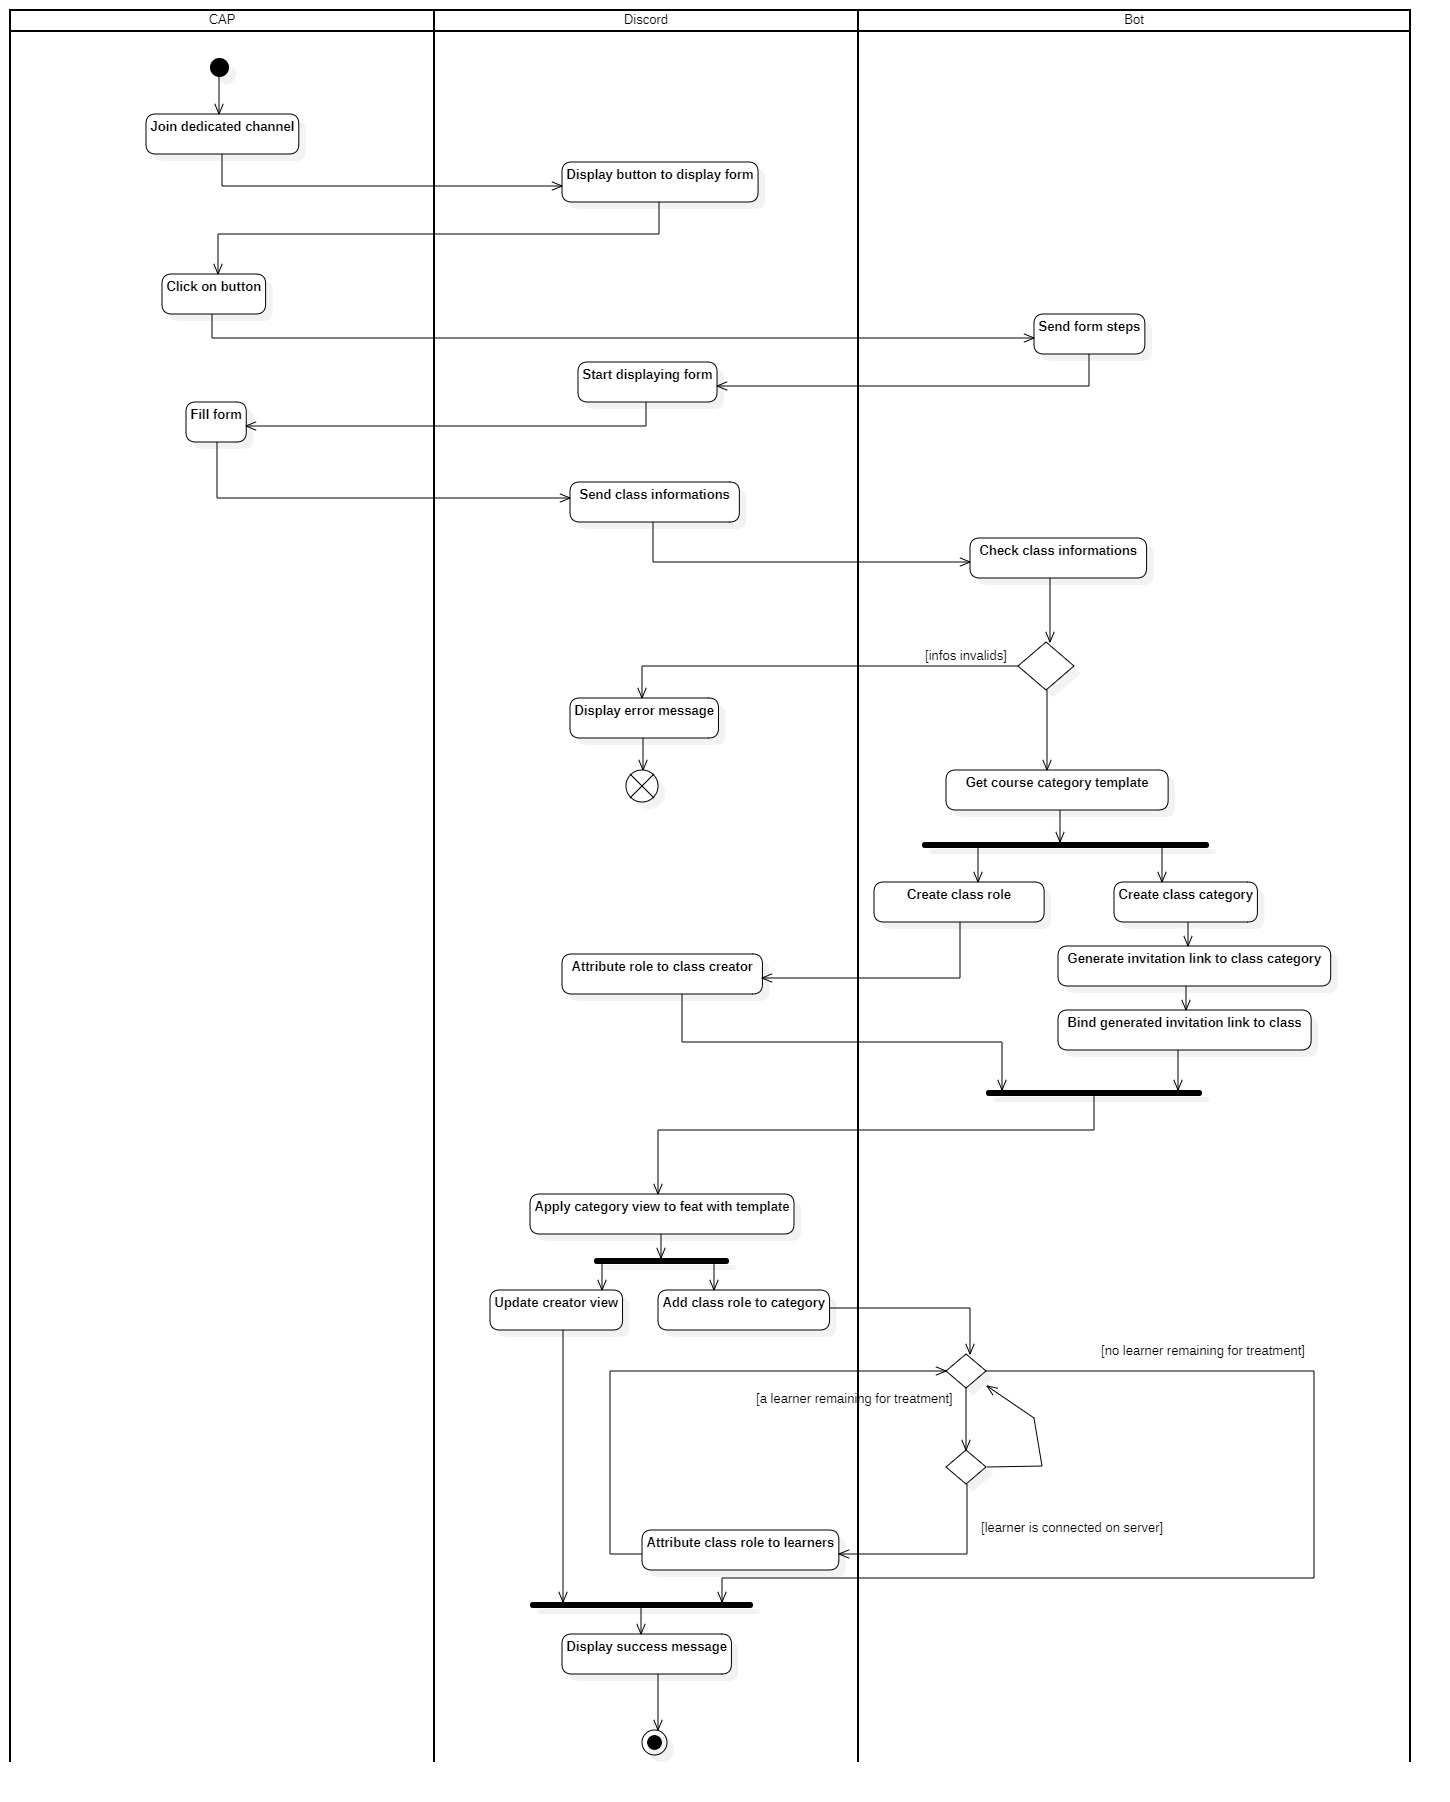 CAP
Discord
Bot
Join dedicated channel
Display button to display form
Click on button
Send form steps
Start displaying form
Fill form
Send class informations
Check class informations
[infos invalids]
Display error message
Get course category template
Create class role
Create class category
Attribute role to class creator
Generate invitation link to class category
Bind generated invitation link to class
Apply category view to feat with template
Update creator view
Add class role to category
[no learner remaining for treatment]
[a learner remaining for treatment]
[learner is connected on server]
Attribute class role to learners
Display success message